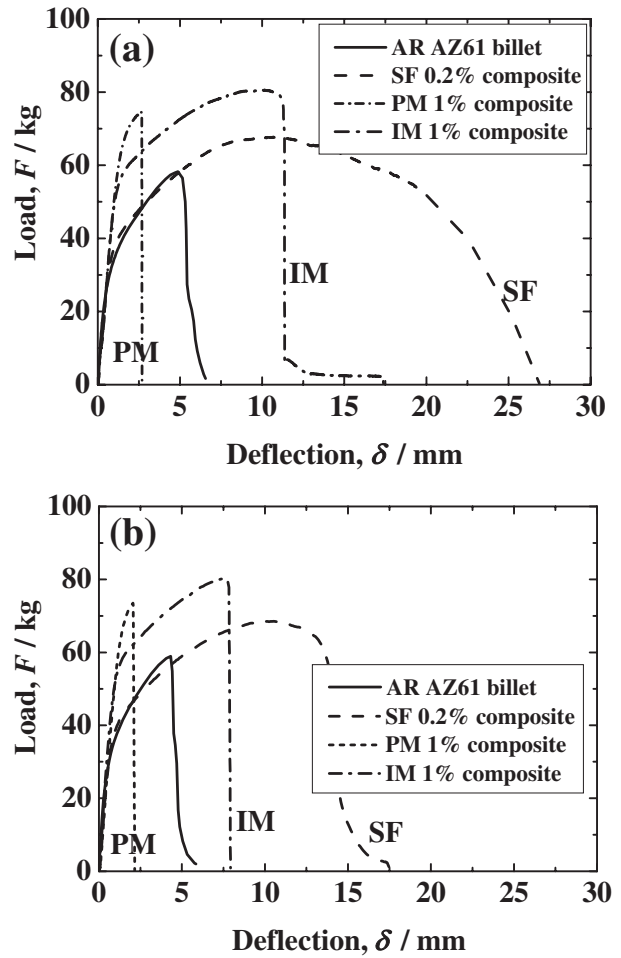 (a)
AR AZ61 billet
SF 0.2% composite
PM 1% composite
IM 1% composite
100
80
60
40
20
0
Load, F / kg
PM
IM
SF
0 5 10 15 20 25 30
Deflection, δ / mm
(b)
AR AZ61 billet
SF 0.2% composite
PM 1% composite
IM 1% composite
100
80
60
40
20
0
Load, F / kg
PM
IM
SF
0 5 10 15 20 25 30
Deflection, δ / mm